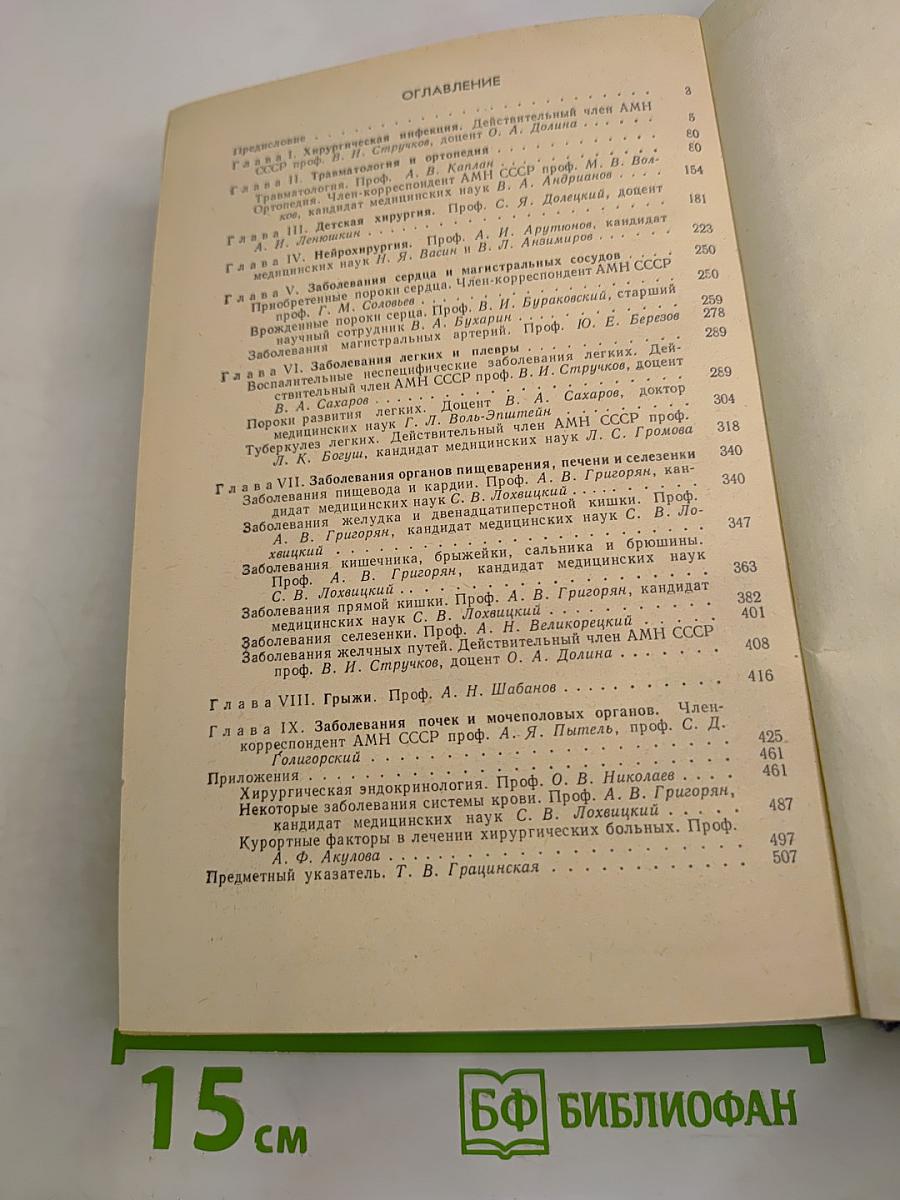 ОГЛАВЛЕНИЕ
Предисловие . . . . . . . . . . . . . . . . . . 3
Глава I. Хирургическая инфекция. Действительный член АМН
СССР проф. В. И. Стручков, доцент О. А. Долина . . . . . . 5
Глава II. Травматология и ортопедия . . . . . . . . . . 80
Травматология. Проф. А. В. Каплан . . . . . . . . . . 80
Ортопедия. Член-корреспондент АМН СССР проф. М. В. Вол-
ков, кандидат медицинских наук В. А. Андрианов . . . . 154
Глава III. Детская хирургия. Проф. С. Я. Долецкий, доцент
А. И. Ленюшкин . . . . . . . . . . . . . . . . 181
Глава IV. Нейрохирургия. Проф. А. И. Арутюнов, кандидат
медицинских наук Н. Я. Васин и В. Л. Анзимиров . . . . . . 223
Глава V. Заболевания сердца и магистральных сосудов . . . . 250
Приобретенные пороки сердца. Член-корреспондент АМН СССР
проф. Г. М. Соловьев . . . . . . . . . . . . . . 250
Врожденные пороки серца. Проф. В. И. Бураковский, старший
научный сотрудник В. А. Бухарин . . . . . . . . . . 259
Заболевания магистральных артерий. Проф. Ю. Е. Березов 278
Глава VI. Заболевания легких и плевры . . . . . . . . . . 289
Воспалительные неспецифические заболевания легких. Дей-
ствительный член АМН СССР проф. В. И. Стручков, доцент
В. А. Сахаров . . . . . . . . . . . . . . . . . 289
Пороки развития легких. Доцент В. А. Сахаров, доктор
медицинских наук Г. Л. Воль-Эпштейн . . . . . . . . . 304
Туберкулез легких. Действительный член АМН СССР проф.
Л. К. Богуш, кандидат медицинских наук Л. С. Громова 318
Глава VII. Заболевания органов пищеварения, печени и селезенки 340
Заболевания пищевода и кардии. Проф. А. В. Григорян, кан-
дидат медицинских наук С. В. Лохвицкий . . . . . . . . 340
Заболевания желудка и двенадцатиперстной кишки. Проф.
А. В. Григорян, кандидат медицинских наук С. В. Ло-
хвицкий . . . . . . . . . . . . . . . . . . . 347
Заболевания кишечника, брыжейки, сальника и брюшины.
Проф. А. В. Григорян, кандидат медицинских наук
С. В. Лохвицкий . . . . . . . . . . . . . . . . 363
Заболевания прямой кишки. Проф. А. В. Григорян, кандидат
медицинских наук С. В. Лохвицкий . . . . . . . . . . 382
Заболевания селезенки. Проф. А. Н. Великорецкий . . . . . 401
Заболевания желчных путей. Действительный член АМН СССР
проф. В. И. Стручков, доцент О. А. Долина . . . . . . . 408
Глава VIII. Грыжи. Проф. А. Н. Шабанов . . . . . . . . . . 416
Глава IX. Заболевания почек и мочеполовых органов. Член-
корреспондент АМН СССР проф. А. Я. Пытель, проф. С. Д.
Голигорский . . . . . . . . . . . . . . . . . . 425
Приложения . . . . . . . . . . . . . . . . . . . 461
Хирургическая эндокринология. Проф. О. В. Николаев . . . . 461
Некоторые заболевания системы крови. Проф. А. В. Григорян,
кандидат медицинских наук С. В. Лохвицкий . . . . . 487
Курортные факторы в лечении хирургических больных. Проф.
А. Ф. Акулова . . . . . . . . . . . . . . . . . 497
Предметный указатель. Т. В. Грацинская . . . . . . . . . . 507
15 см
БФ БИБЛИОФАН